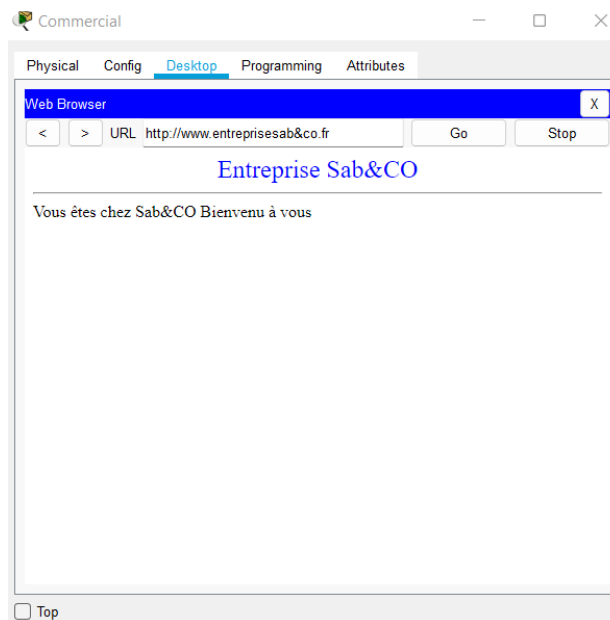 Commercial
Physical Config Desktop Programming Attributes
Web Browser X
< > URL http://www.entreprisesab&co.fr Go Stop
Entreprise Sab&CO
Vous êtes chez Sab&CO Bienvenu à vous
Top